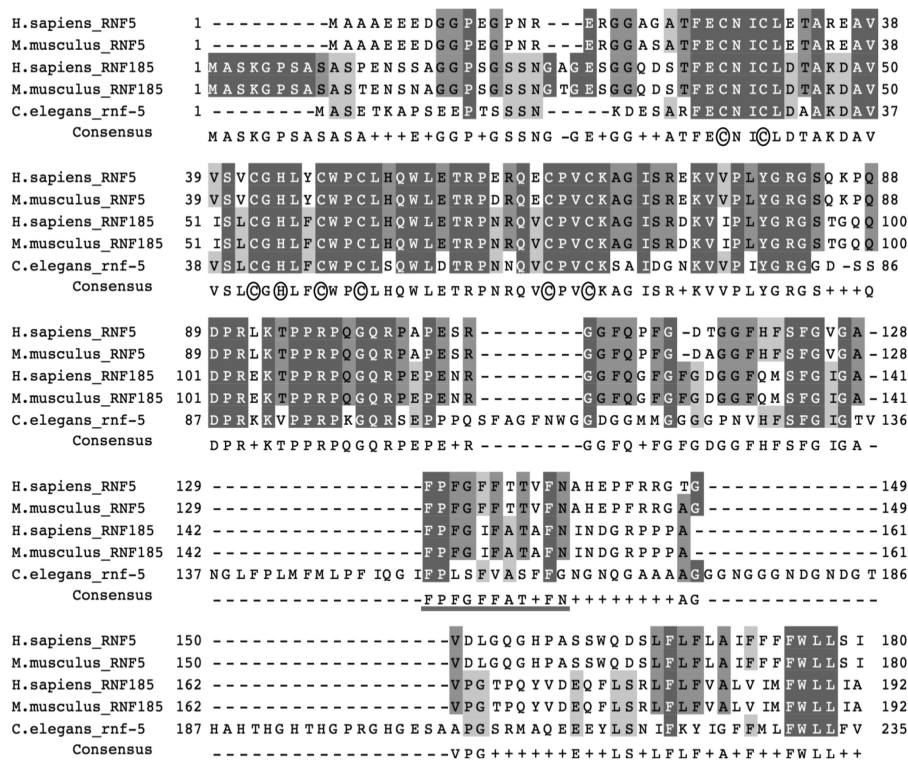 H.sapiens_RNF5 1 ---------MAAAEEEDGGPEGPNR---ERGGAGATFECNICLETAREAV 38
M.musculus_RNF5 1 ---------MAAAEEEDGGPEGPNR---ERGGASATFECNICLETAREAV 38
H.sapiens_RNF185 1 MASKGPSASASPENSSAGGPSGSSNGAGESGGQDSTFECNICLDTAKDAV 50
M.musculus_RNF185 1 MASKGPSASASTENSNAGGPSGSSNGTGESGGQDSTFECNICLDTAKDAV 50
C.elegans_rnf-5 1 --------MASETKAPSEEPTSSSN-----KDESARFECNICLDAAKDAV 37
Consensus MASKGPSASASA+++E+GGP+GSSNG-GE+GG++ATFECNICLDTAKDAV
H.sapiens_RNF5 39 VSVCGHLYCWPCLHQWLETRPERQECPVCKAGISREKVVPLYGRGSQKPQ 88
M.musculus_RNF5 39 VSVCGHLYCWPCLHQWLETRPDRQECPVCKAGISREKVVPLYGRGSQKPQ 88
H.sapiens_RNF185 51 ISLCGHLFCWPCLHQWLETRPNRQVCPVCKAGISRDKVIPLYGRGSTGQQ 100
M.musculus_RNF185 51 ISLCGHLFCWPCLHQWLETRPNRQVCPVCKAGISRDKVIPLYGRGSTGQQ 100
C.elegans_rnf-5 38 VSLCGHLFCWPCLSQWLDTRPNNQVCPVCKSAIDGNKVVPIYGRGGD-SS 86
Consensus VSLCGHLFCWPCLHQWLETRPNRQVCPVCKAGISR+KVVPLYGRGS+++Q
H.sapiens_RNF5 89 DPRLKTPPRPQGQRPAPESR--------GGFQPFG-DTGGFHFSFGVGA- 128
M.musculus_RNF5 89 DPRLKTPPRPQGQRPAPESR--------GGFQPFG-DAGGFHFSFGVGA- 128
H.sapiens_RNF185 101 DPREKTPPRPQGQRPEPENR--------GGFQGFGFGDGGFQMSFGIGA- 141
M.musculus_RNF185 101 DPREKTPPRPQGQRPEPENR--------GGFQGFGFGDGGFQMSFGIGA- 141
C.elegans_rnf-5 87 DPRKKVPPRPKGQRSEPPPQSFAGFNWGGDGGMMGGGGPNVHFSFGIGTV 136
Consensus DPR+KTPPRPQGQRPEPE+R--------GGFQ+FGFGDGGFHFSFGIGA-
H.sapiens_RNF5 129 ----------------FPFGFFTTVFNAHEPFRRGTG------------- 149
M.musculus_RNF5 129 ----------------FPFGFFTTVFNAHEPFRRGAG------------- 149
H.sapiens_RNF185 142 ----------------FPFGIFATAFNINDGRPPPA-------------- 161
M.musculus_RNF185 142 ----------------FPFGIFATAFNINDGRPPPA-------------- 161
C.elegans_rnf-5 137 NGLFPLMFMLPFIQGIFPLSFVASFFGNGNQGAAAAGGGNGGGNDGNDGT 186
Consensus ----------------FPFGFFAT+FN++++++++AG-------------
H.sapiens_RNF5 150 ------------------VDLGQGHPASSWQDSLFLFLAIFFFFWLLSI 180
M.musculus_RNF5 150 ------------------VDLGQGHPASSWQDSLFLFLAIFFFFWLLSI 180
H.sapiens_RNF185 162 ------------------VPGTPQYVDEQFLSRLFLFVALVIMFWLLIA 192
M.musculus_RNF185 162 ------------------VPGTPQYVDEQFLSRLFLFVALVIMFWLLIA 192
C.elegans_rnf-5 187 HAHTHGHTHGPRGHGESAAPGSRMAQEEEYLSNIFKYIGFFMLFWLLFV 235
Consensus ------------------VPG++++++E++LS+LFLF+A+F++FWLL++